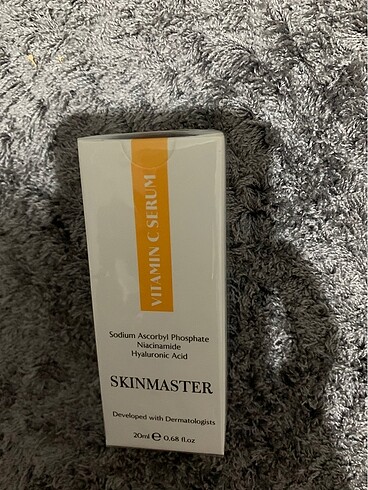 VITAMIN C SERUM
Sodium Ascorbyl Phosphate
Niacinamide
Hyaluronic Acid
SKINMASTER
Developed with Dermatologists
20ml ℮ 0.68 fl.oz